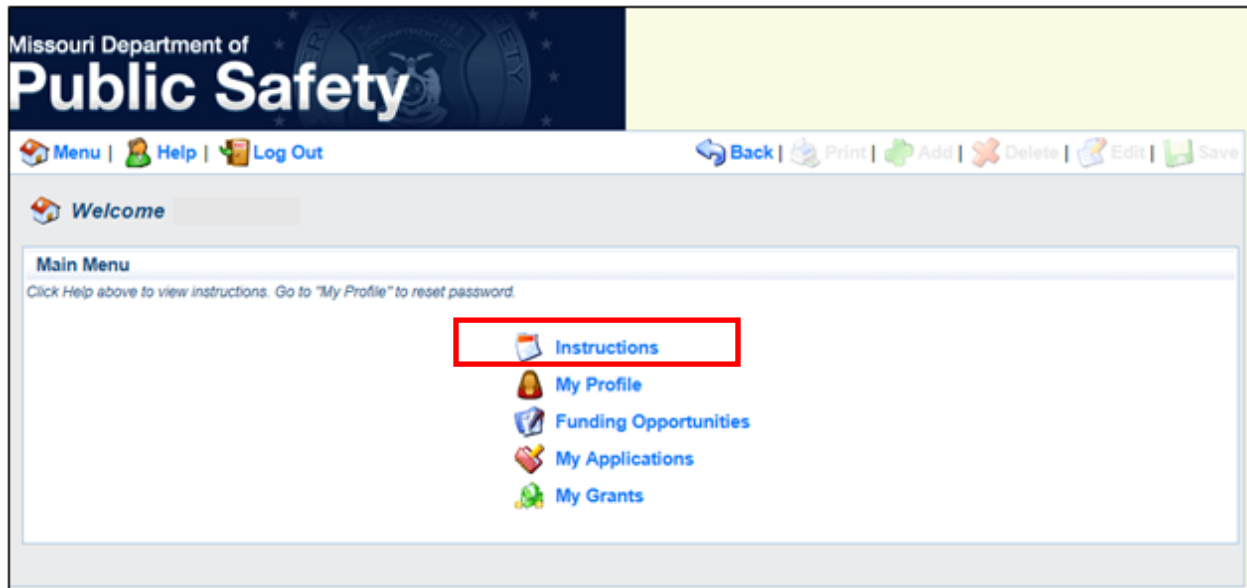 Missouri Department of
Public Safety
Menu | Help | Log Out
Back | Print | Add | Delete | Edit | Save
Welcome
Main Menu
Click Help above to view instructions. Go to "My Profile" to reset password.
Instructions
My Profile
Funding Opportunities
My Applications
My Grants